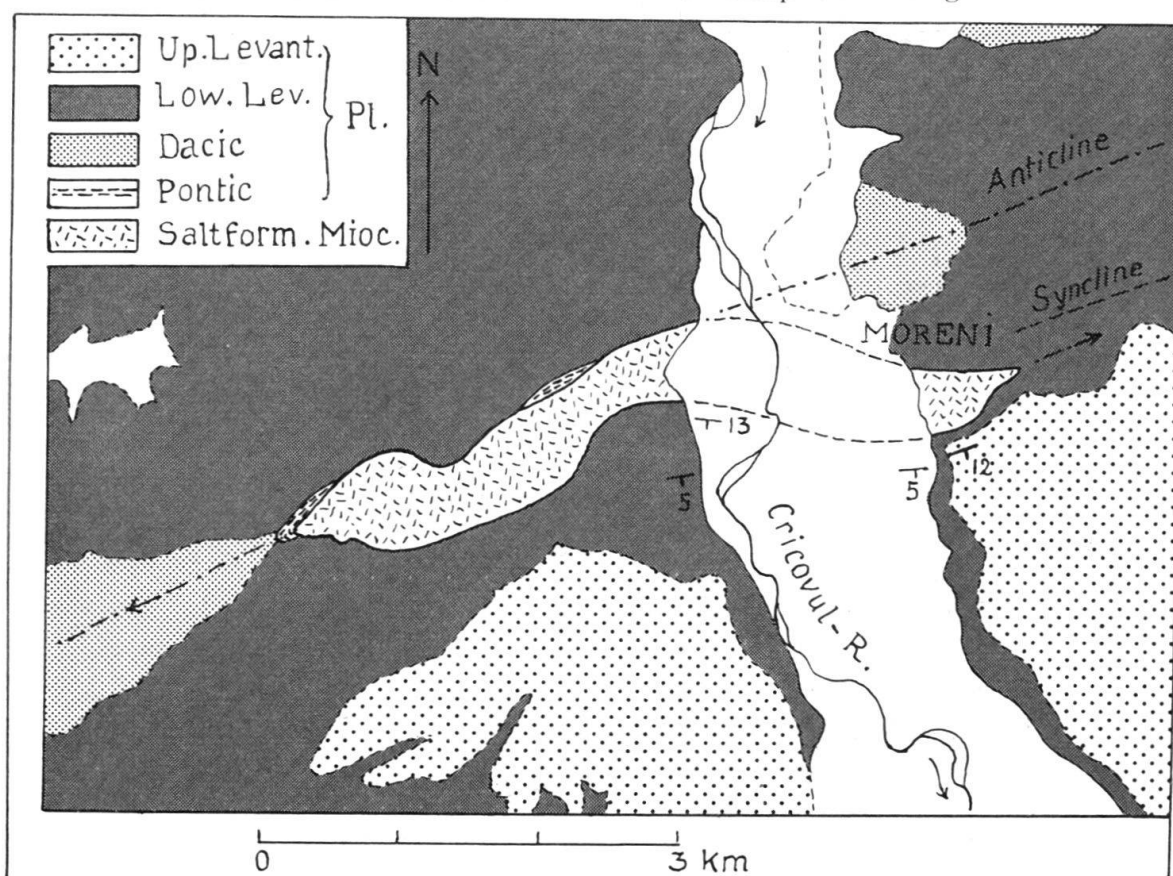 Up. Levant.
Low. Lev.
Dacic
Pontic
Pl.
Saltform. Mioc.
N
Anticline
Syncline
MORENI
13
5
5
12
Cricovul-R.
0
3 km